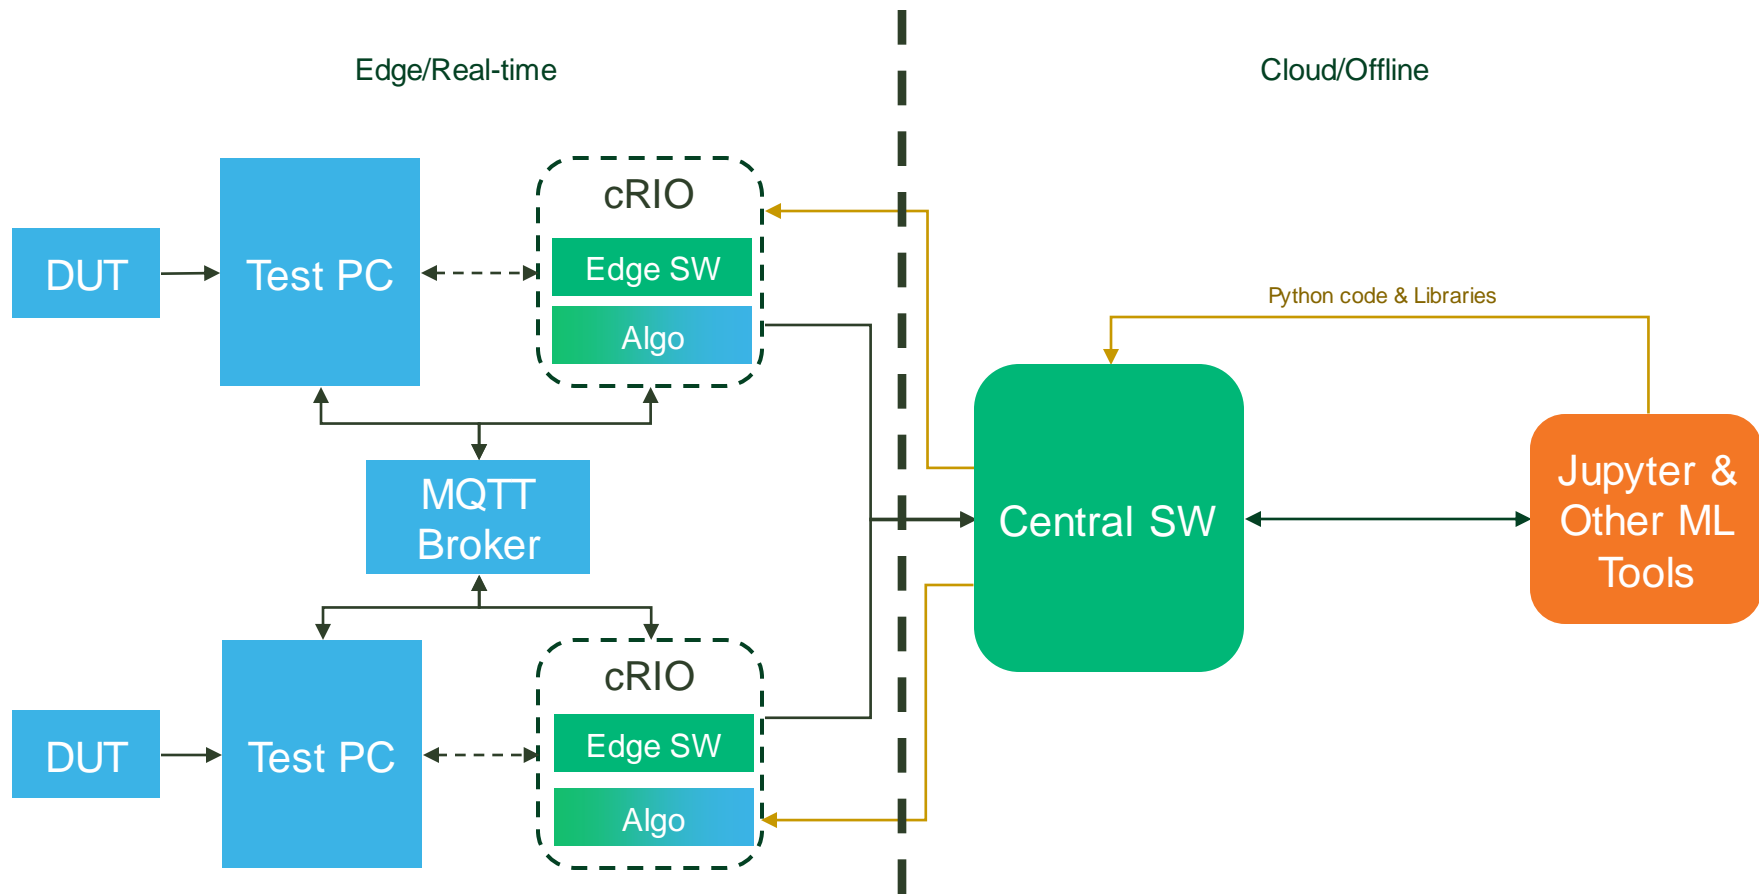 Edge/Real-time
Cloud/Offline
cRIO
DUT
Test PC
Edge SW
Algo
Python code & Libraries
MQTT
Broker
Central SW
Jupyter &
Other ML
Tools
cRIO
DUT
Test PC
Edge SW
Algo